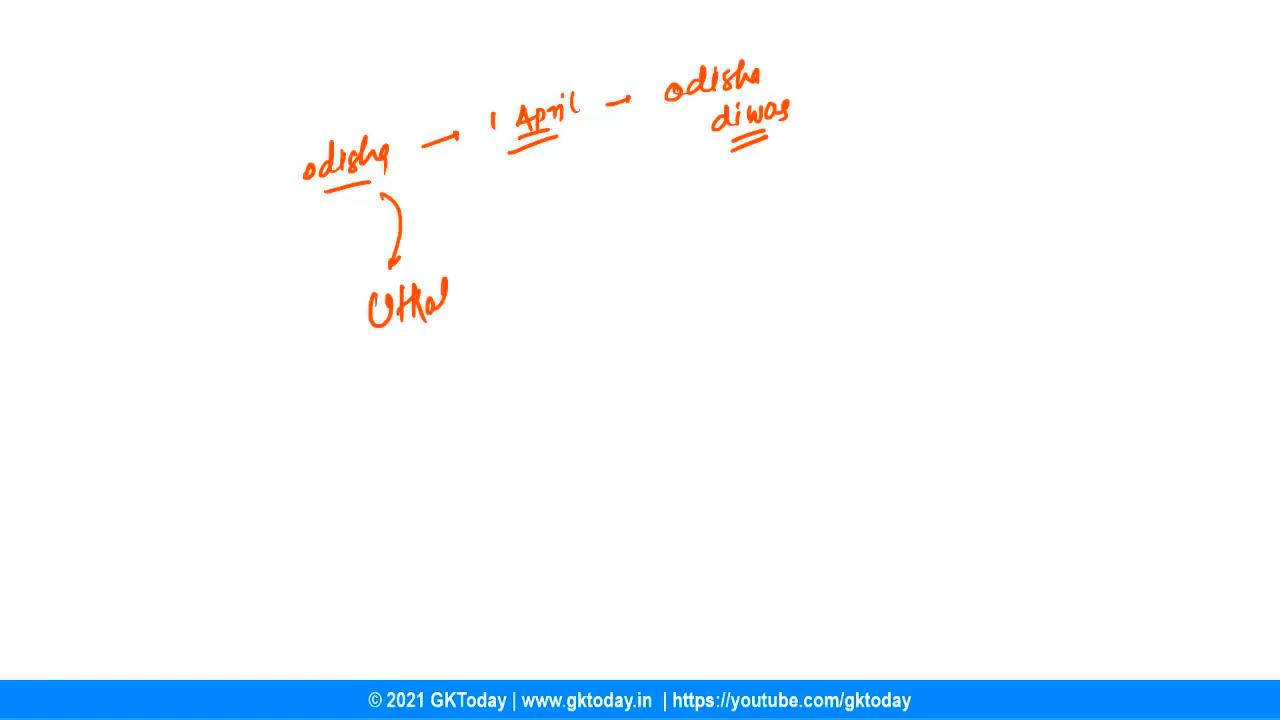 odisha → 1 April → odisha
diwas
Utkal
© 2021 GKToday | www.gktoday.in | https://youtube.com/gktoday